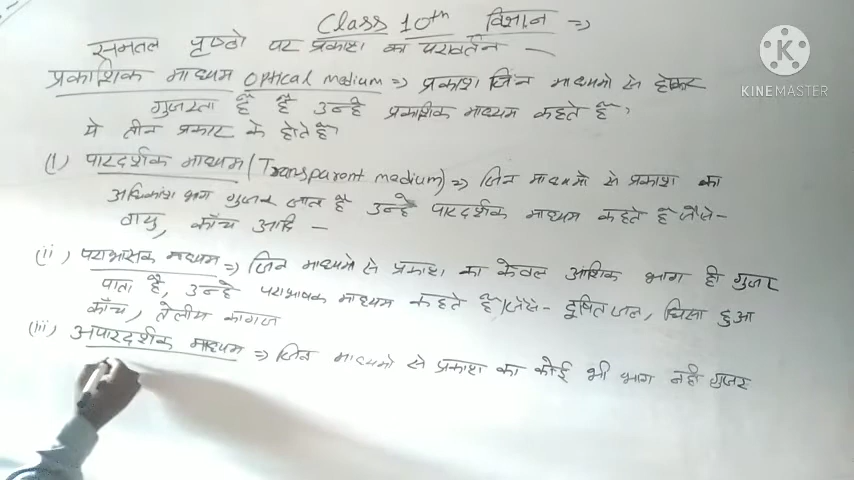 Class 10th विज्ञान =>
समतल पृष्ठो पर प्रकाश का परावर्तन -
प्रकाशिक माध्यम Optical medium => प्रकाश जिन माध्यमो से होकर
गुजरता हैं है उन्हे प्रकाशिक माध्यम कहते हैं।
ये तीन प्रकार के होते हैं।
(i) पारदर्शक माध्यम (Transparent medium) => जिन माध्यमो से प्रकाश का
अधिकांश भाग गुजर जाता है उन्हे पारदर्शक माध्यम कहते है जैसे-
वायु, काँच आदि -
(ii) पराभासक माध्यम => जिन माध्यमो से प्रकाश का केवल आंशिक भाग ही गुजर
पाता है, उन्हे पराभाषक माध्यम कहते हैं। जैसे- दूषित जल, घिसा हुआ
काँच, तेलीय कागज
(iii) अपारदर्शक माध्यम => जिन माध्यमो से प्रकाश का कोई भी भाग नही गुजर
KINEMASTER